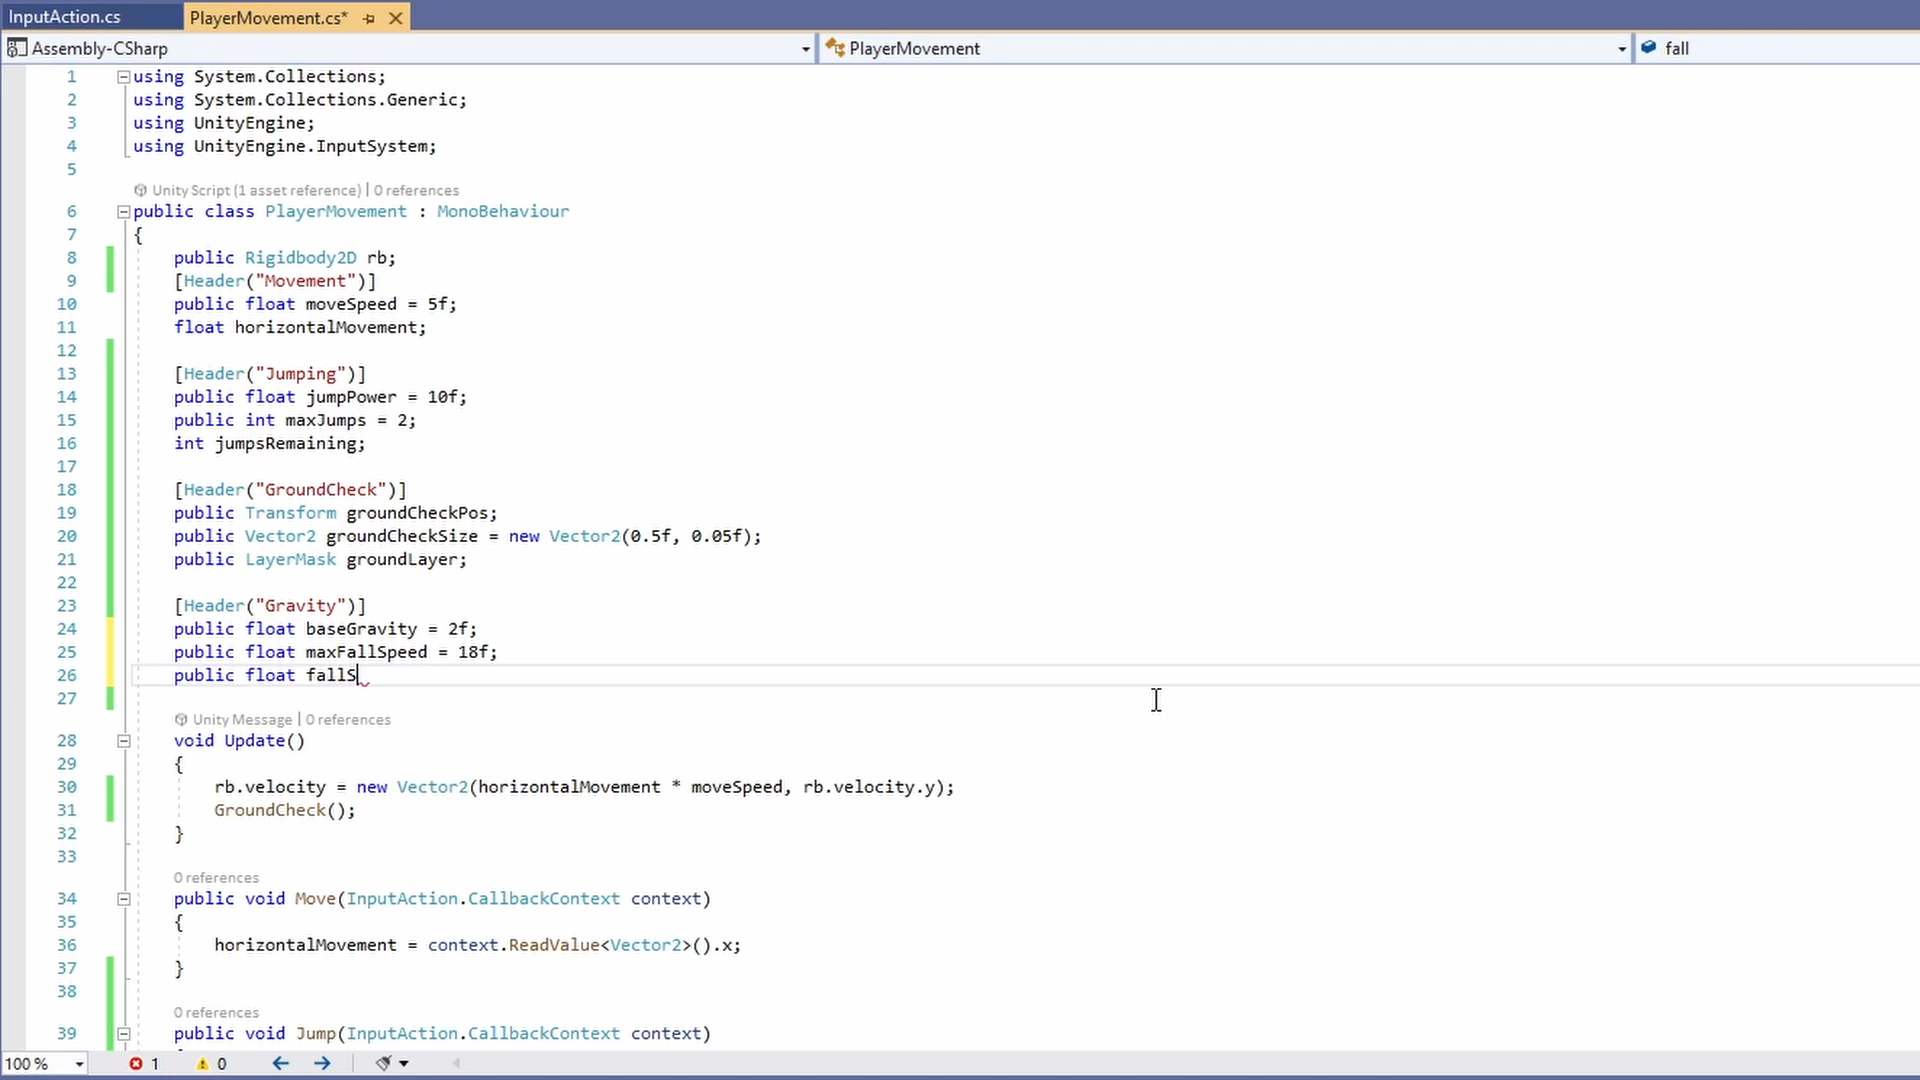 InputAction.cs
PlayerMovement.cs*
Assembly-CSharp
PlayerMovement
fall
1 using System.Collections;
2 using System.Collections.Generic;
3 using UnityEngine;
4 using UnityEngine.InputSystem;
5
Unity Script (1 asset reference) | 0 references
6 public class PlayerMovement : MonoBehaviour
7 {
8 public Rigidbody2D rb;
9 [Header("Movement")]
10 public float moveSpeed = 5f;
11 float horizontalMovement;
12
13 [Header("Jumping")]
14 public float jumpPower = 10f;
15 public int maxJumps = 2;
16 int jumpsRemaining;
17
18 [Header("GroundCheck")]
19 public Transform groundCheckPos;
20 public Vector2 groundCheckSize = new Vector2(0.5f, 0.05f);
21 public LayerMask groundLayer;
22
23 [Header("Gravity")]
24 public float baseGravity = 2f;
25 public float maxFallSpeed = 18f;
26 public float fallS
27
Unity Message | 0 references
28 void Update()
29 {
30 rb.velocity = new Vector2(horizontalMovement * moveSpeed, rb.velocity.y);
31 GroundCheck();
32 }
33
0 references
34 public void Move(InputAction.CallbackContext context)
35 {
36 horizontalMovement = context.ReadValue<Vector2>().x;
37 }
38
0 references
39 public void Jump(InputAction.CallbackContext context)
100 %
1
0